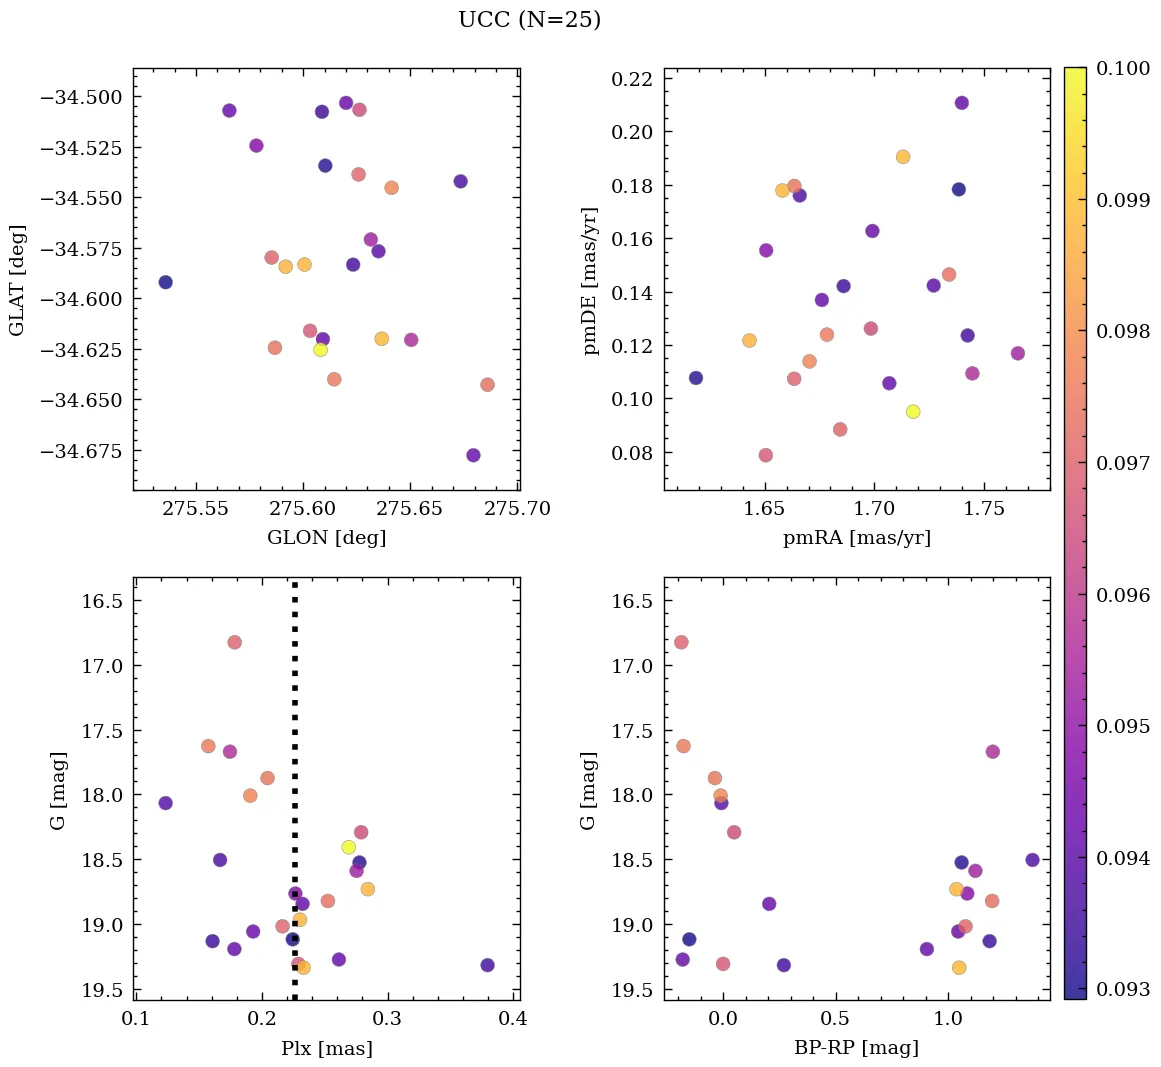 UCC (N=25)
−34.500
−34.525
−34.550
−34.575
−34.600
−34.625
−34.650
−34.675
GLAT [deg]
275.55 275.60 275.65 275.70
GLON [deg]
0.22
0.20
0.18
0.16
0.14
0.12
0.10
0.08
pmDE [mas/yr]
1.65 1.70 1.75
pmRA [mas/yr]
16.5
17.0
17.5
18.0
18.5
19.0
19.5
G [mag]
0.1 0.2 0.3 0.4
Plx [mas]
16.5
17.0
17.5
18.0
18.5
19.0
19.5
G [mag]
0.0 0.5 1.0
BP-RP [mag]
0.100
0.099
0.098
0.097
0.096
0.095
0.094
0.093